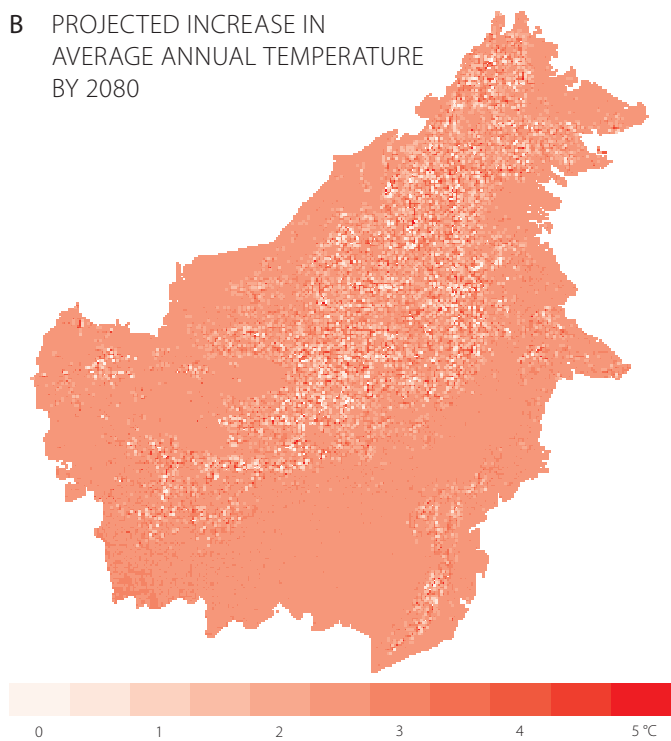 B PROJECTED INCREASE IN
AVERAGE ANNUAL TEMPERATURE
BY 2080
0 1 2 3 4 5 °C